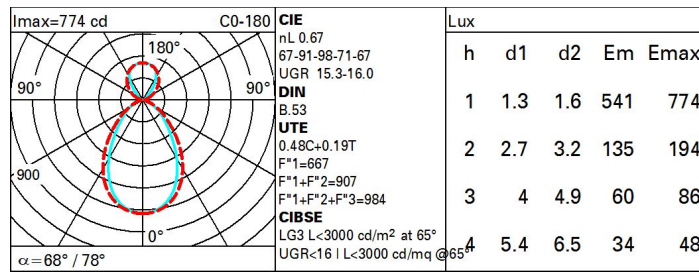 Imax=774 cd C0-180
180°
90° 90°
900
0°
α=68° / 78°
CIE
nL 0.67
67-91-98-71-67
UGR 15.3-16.0
DIN
B.53
UTE
0.48C+0.19T
F"1=667
F"1+F"2=907
F"1+F"2+F"3=984
CIBSE
LG3 L<3000 cd/m² at 65°
UGR<16 | L<3000 cd/mq @65°
Lux
h d1 d2 Em Emax
1 1.3 1.6 541 774
2 2.7 3.2 135 194
3 4 4.9 60 86
4 5.4 6.5 34 48